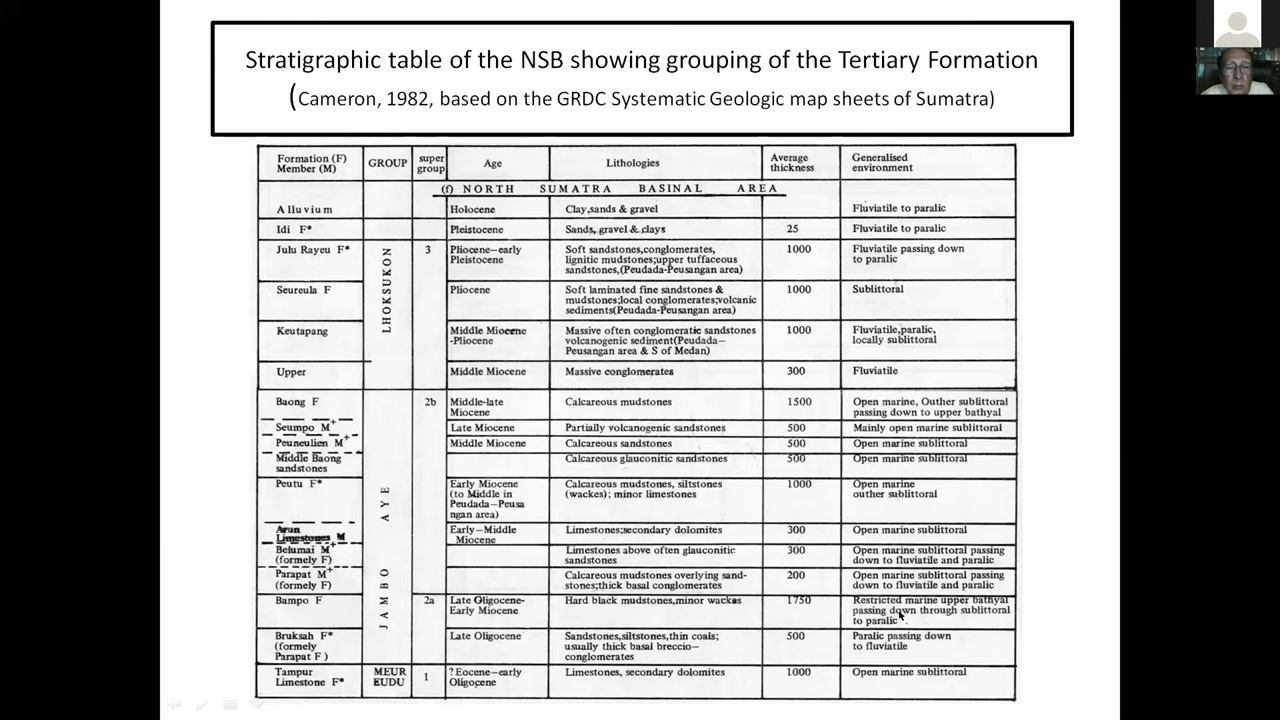 Stratigraphic table of the NSB showing grouping of the Tertiary Formation
(Cameron, 1982, based on the GRDC Systematic Geologic map sheets of Sumatra)
Formation (F) Member (M) GROUP super group Age Lithologies Average thickness Generalised environment
(f) NORTH SUMATRA BASINAL AREA
Alluvium Holocene Clay,sands & gravel Fluviatile to paralic
Idi F* Pleistocene Sands, gravel & clays 25 Fluviatile to paralic
LHOKSUKON
Julu Rayeu F* 3 Pliocene—early Soft sandstones,conglomerates, 1000 Fluviatile passing down
Pleistocene lignitic mudstones;upper tuffaceous to paralic
sandstones,(Peudada-Peusangan area)
Seureula F Pliocene Soft laminated fine sandstones & 1000 Sublittoral
mudstones;local conglomerates;volcanic
sediments(Peudada-Peusangan area)
Keutapang Middle Miocene Massive often conglomeratic sandstones 1000 Fluviatile,paralic,
-Pliocene volcanogenic sediment(Peudada— locally sublittoral
Peusangan area & S of Medan)
Upper Middle Miocene Massive conglomerates 300 Fluviatile
JAMBO AYE
Baong F 2b Middle-late Calcareous mudstones 1500 Open marine, Outher sublittoral
Miocene passing down to upper bathyal
Seumpo M+ Late Miocene Partially volcanogenic sandstones 500 Mainly open marine sublittoral
Peuneulien M+ Middle Miocene Calcareous sandstones 500 Open marine sublittoral
Middle Baong Calcareous glauconitic sandstones 500 Open marine sublittoral
sandstones
Peutu F* Early Miocene Calcareous mudstones, siltstones 1000 Open marine
(to Middle in (wackes); minor limestones outher sublittoral
Peudada—Peusa
ngan area)
Arun Early—Middle Limestones;secondary dolomites 300 Open marine sublittoral
Limestones M Miocene
Belumai M+ Limestones above often glauconitic 300 Open marine sublittoral passing
(formely F) sandstones down to fluviatile and paralic
Parapat M+ Calcareous mudstones overlying sand- 200 Open marine sublittoral passing
(formely F) stones;thick basal conglomerates down to fluviatile and paralic
Bampo F 2a Late Oligocene- Hard black mudstones,minor wackes 1750 Restricted marine upper bathyal
Early Miocene passing down through sublittoral
to paralic
Bruksah F* Late Oligocene Sandstones,siltstones,thin coals; 500 Paralic passing down
(formely usually thick basal breccio— to fluviatile
Parapat F) conglomerates
Tampur MEUR 1 ?Eocene—early Limestones, secondary dolomites 1000 Open marine sublittoral
Limestone F* EUDU Oligocene